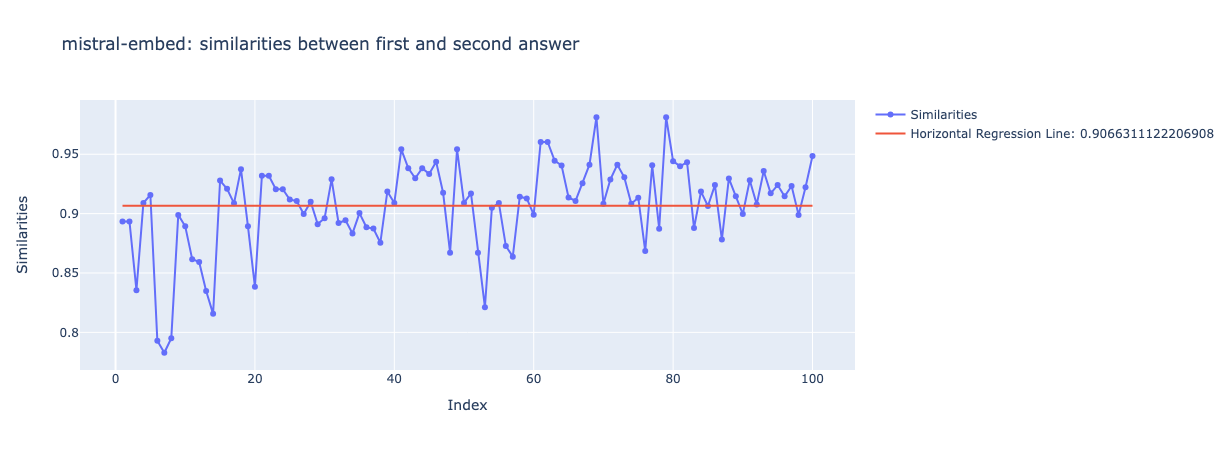 mistral-embed: similarities between first and second answer
Similarities
Horizontal Regression Line: 0.9066311122206908
0.95
0.9
0.85
0.8
Similarities
0
20
40
60
80
100
Index